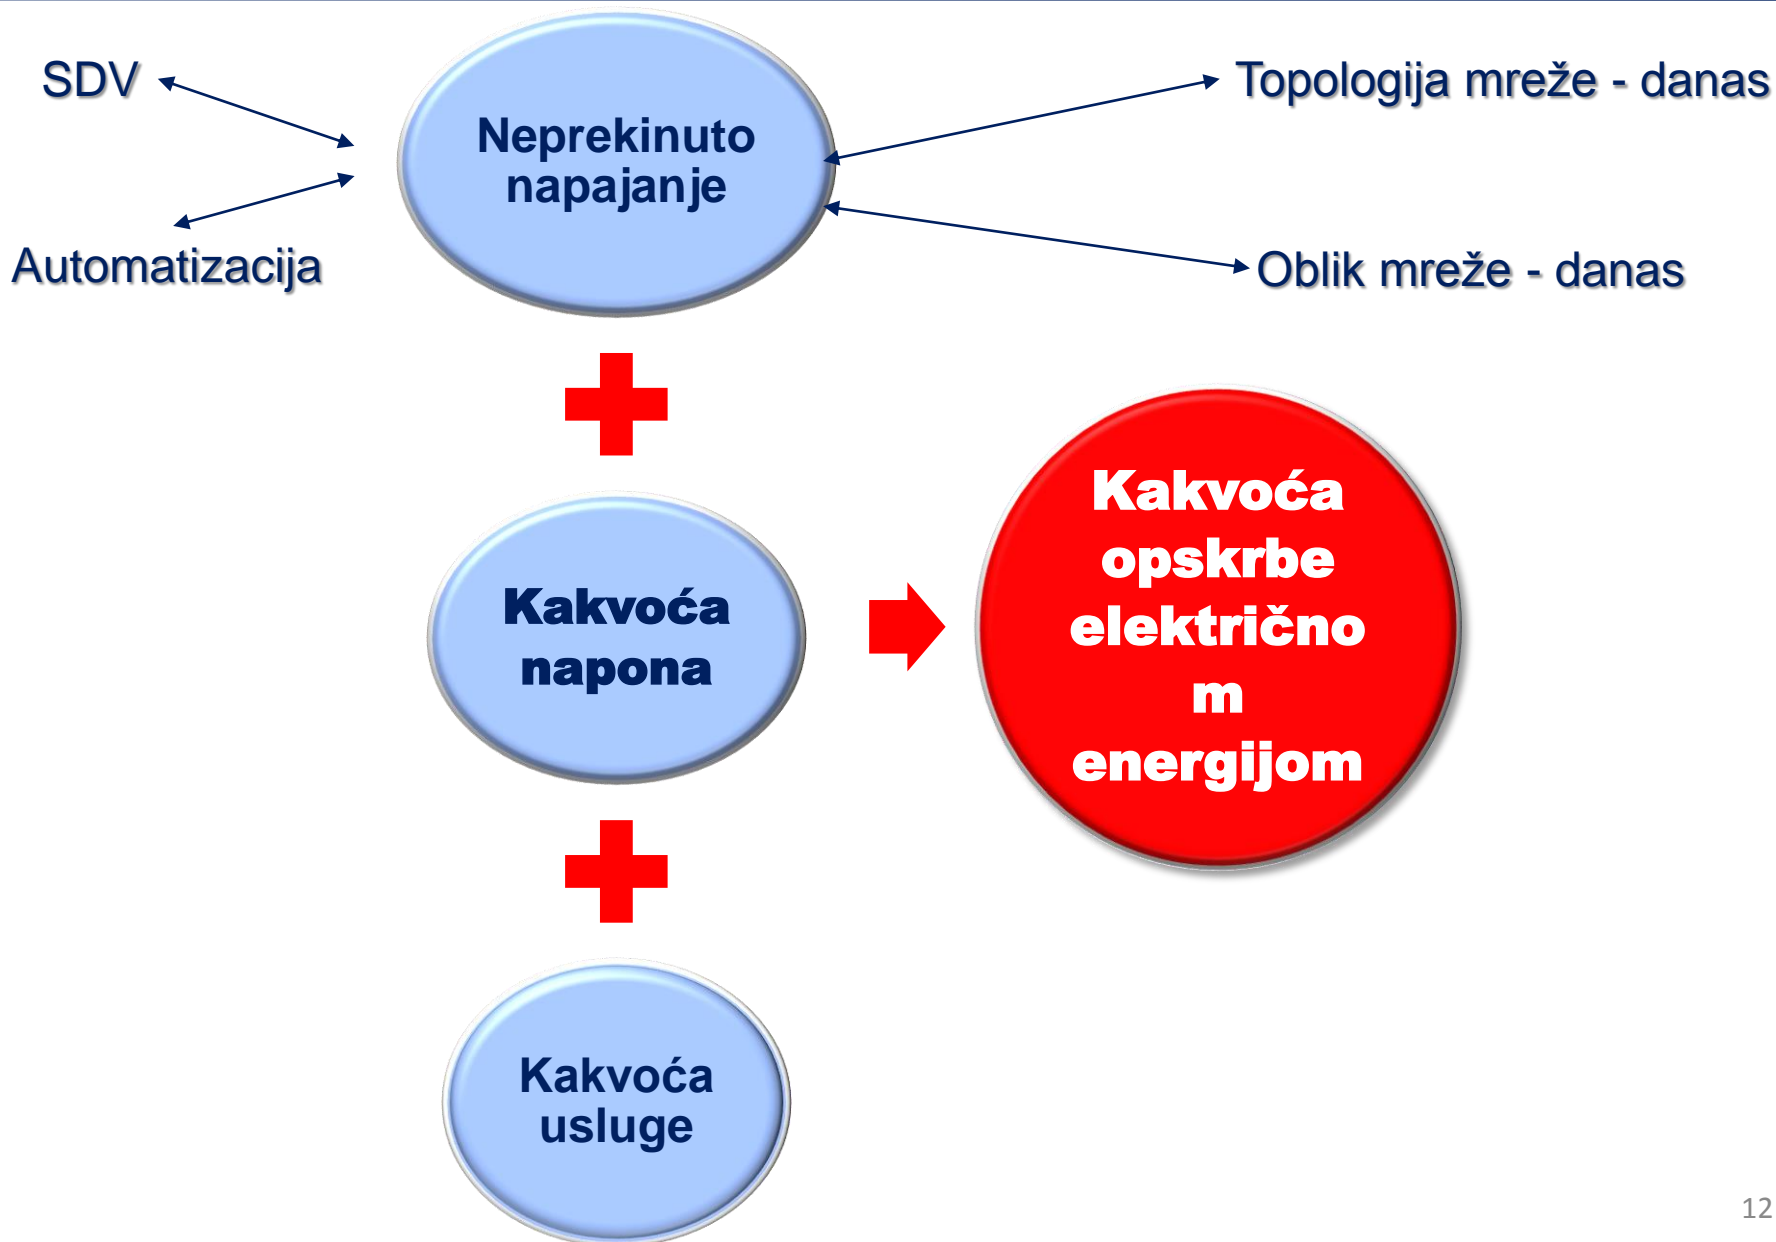 SDV
Topologija mreže - danas
Neprekinuto
napajanje
Automatizacija
Oblik mreže - danas
Kakvoća
napona
Kakvoća
opskrbe
električno
m
energijom
Kakvoća
usluge
12